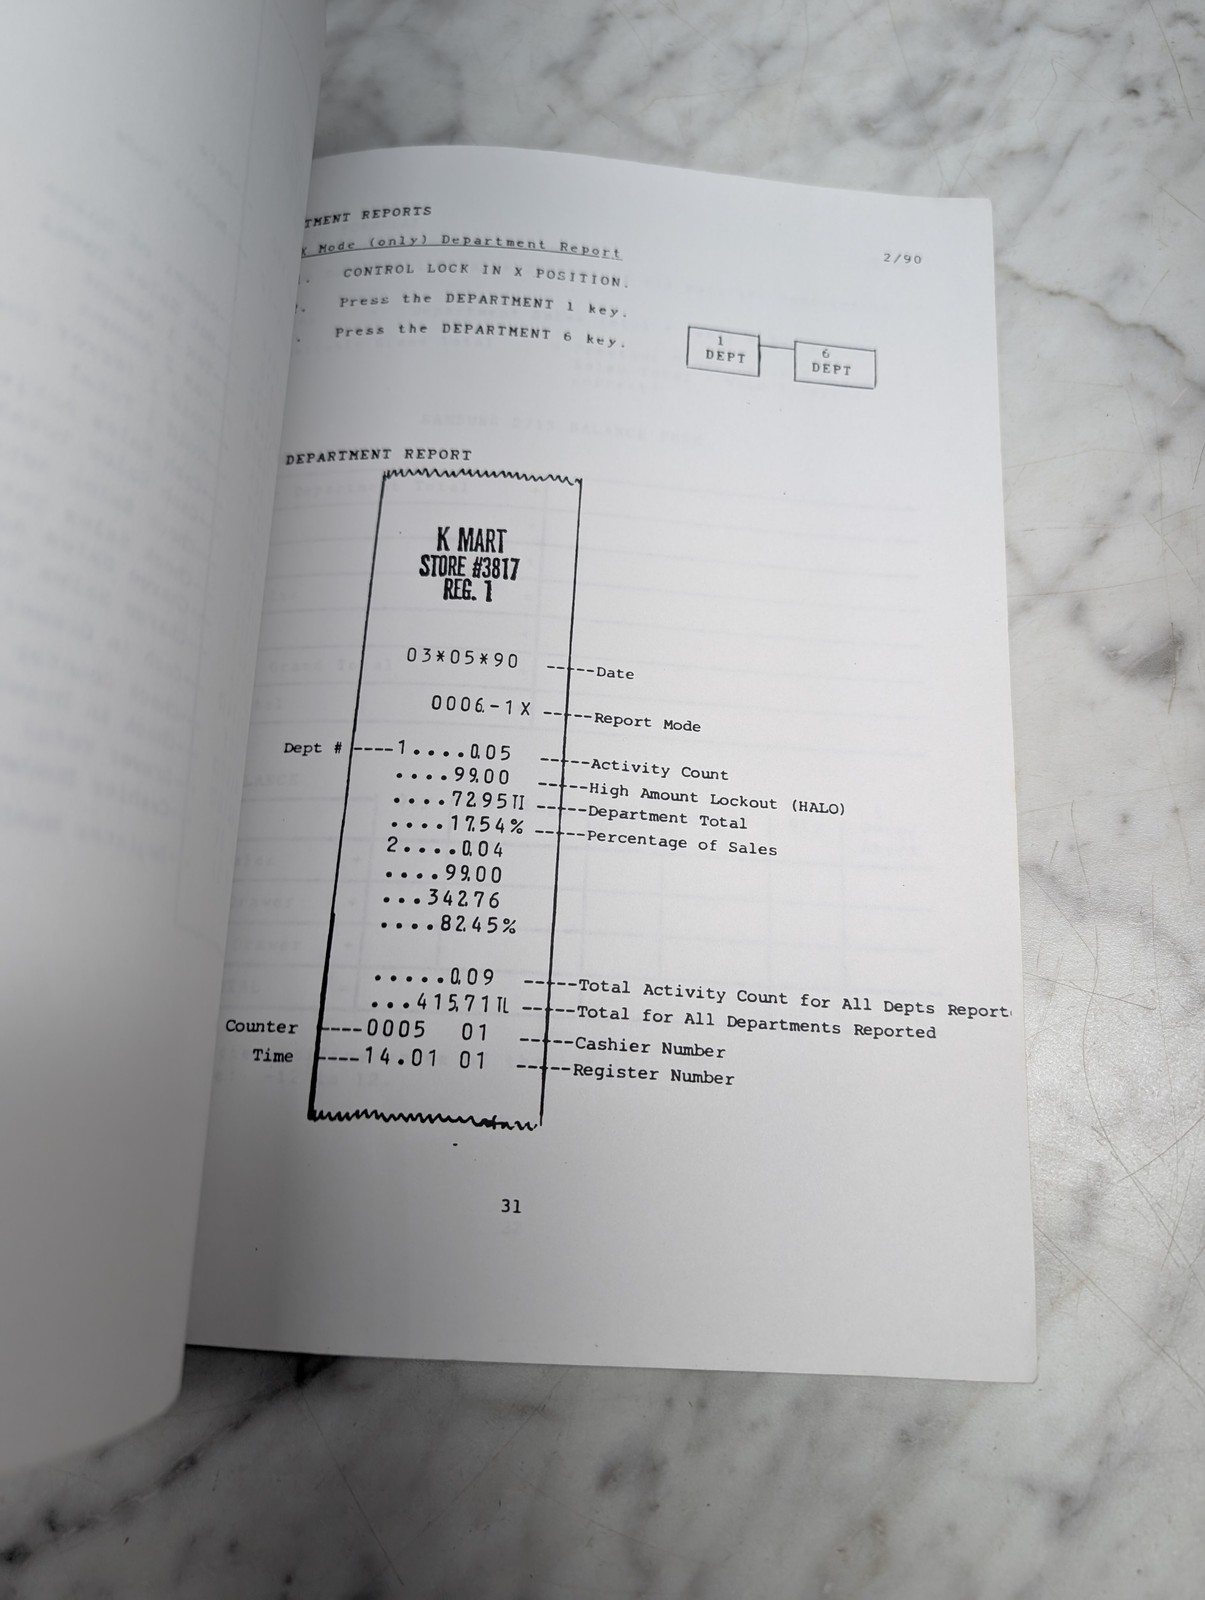 TMENT REPORTS
K Mode (only) Department Report
2/90
CONTROL LOCK IN X POSITION.
Press the DEPARTMENT 1 key.
Press the DEPARTMENT 6 key.
1 DEPT
6 DEPT
DEPARTMENT REPORT
K MART
STORE #3817
REG. 1
03*05*90 -----Date
0006.-1X -----Report Mode
Dept # ----1....0.05 -----Activity Count
....99.00 -----High Amount Lockout (HALO)
....72.95TI -----Department Total
....17.54% -----Percentage of Sales
2....0.04
....99.00
...342.76
....82.45%
.....0.09 -----Total Activity Count for All Depts Report
...415.71TL -----Total for All Departments Reported
Counter ----0005 01 -----Cashier Number
Time ----14.01 01 -----Register Number
31